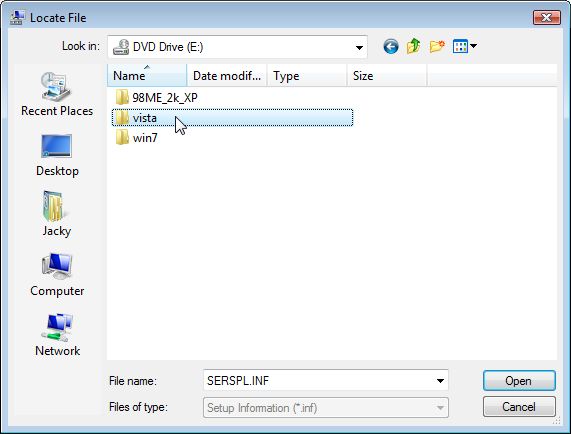 Locate File
Look in: DVD Drive (E:)
Name Date modif... Type Size
98ME_2k_XP
vista
win7
Recent Places
Desktop
Jacky
Computer
Network
File name: SERSPL.INF Open
Files of type: Setup Information (*.inf) Cancel